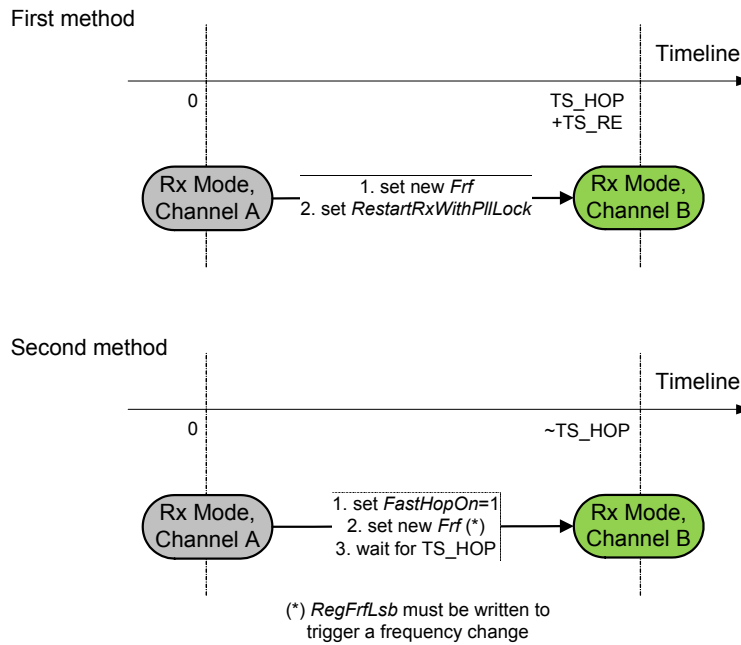 First method
Timeline
0
TS_HOP
+TS_RE
Rx Mode,
Channel A
1. set new Frf
2. set RestartRxWithPllLock
Rx Mode,
Channel B
Second method
Timeline
0
~TS_HOP
Rx Mode,
Channel A
1. set FastHopOn=1
2. set new Frf (*)
3. wait for TS_HOP
Rx Mode,
Channel B
(*) RegFrfLsb must be written to
trigger a frequency change